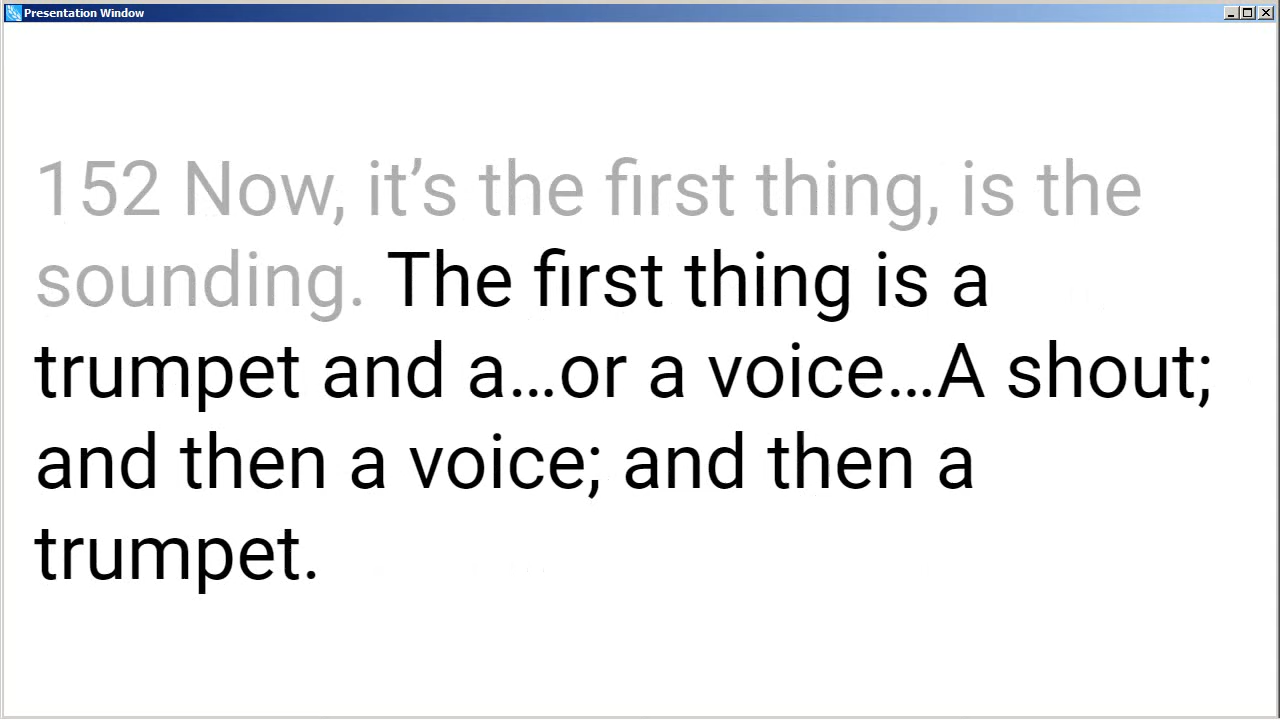 Presentation Window
152 Now, it’s the first thing, is the
sounding. The first thing is a
trumpet and a…or a voice…A shout;
and then a voice; and then a
trumpet.